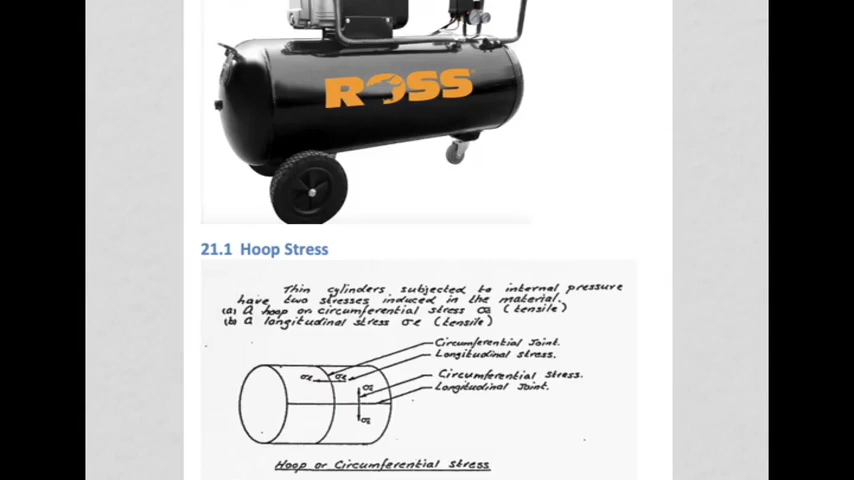 ROSS
21.1 Hoop Stress
Thin cylinders subjected to internal pressure
have two stresses induced in the material.
(a) A hoop or circumferential stress (tensile)
(b) A longitudinal stress (tensile)
Circumferential Joint.
Longitudinal stress.
Circumferential Stress.
Longitudinal Joint.
Hoop or Circumferential stress